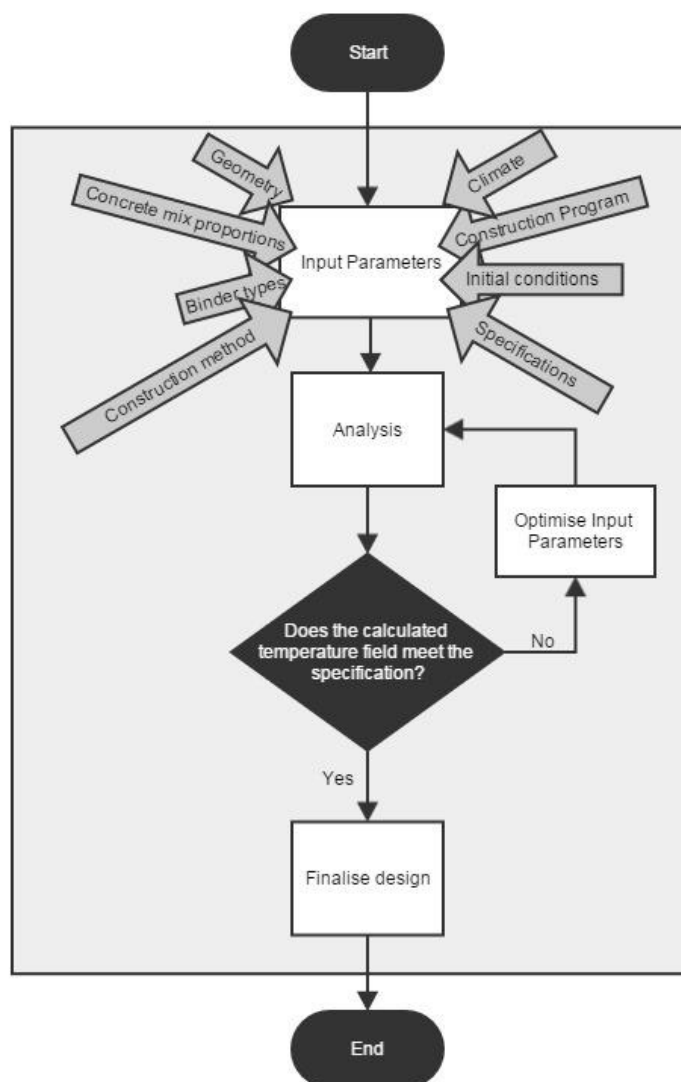 Start
Geometry
Climate
Concrete mix proportions
Construction Program
Input Parameters
Binder types
Initial conditions
Construction method
Specifications
Analysis
Optimise Input
Parameters
Does the calculated
temperature field meet the
specification?
No
Yes
Finalise design
End